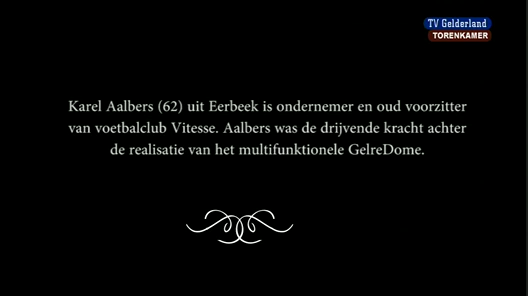 TV Gelderland
TORENKAMER
Karel Aalbers (62) uit Eerbeek is ondernemer en oud voorzitter
van voetbalclub Vitesse. Aalbers was de drijvende kracht achter
de realisatie van het multifunktionele GelreDome.